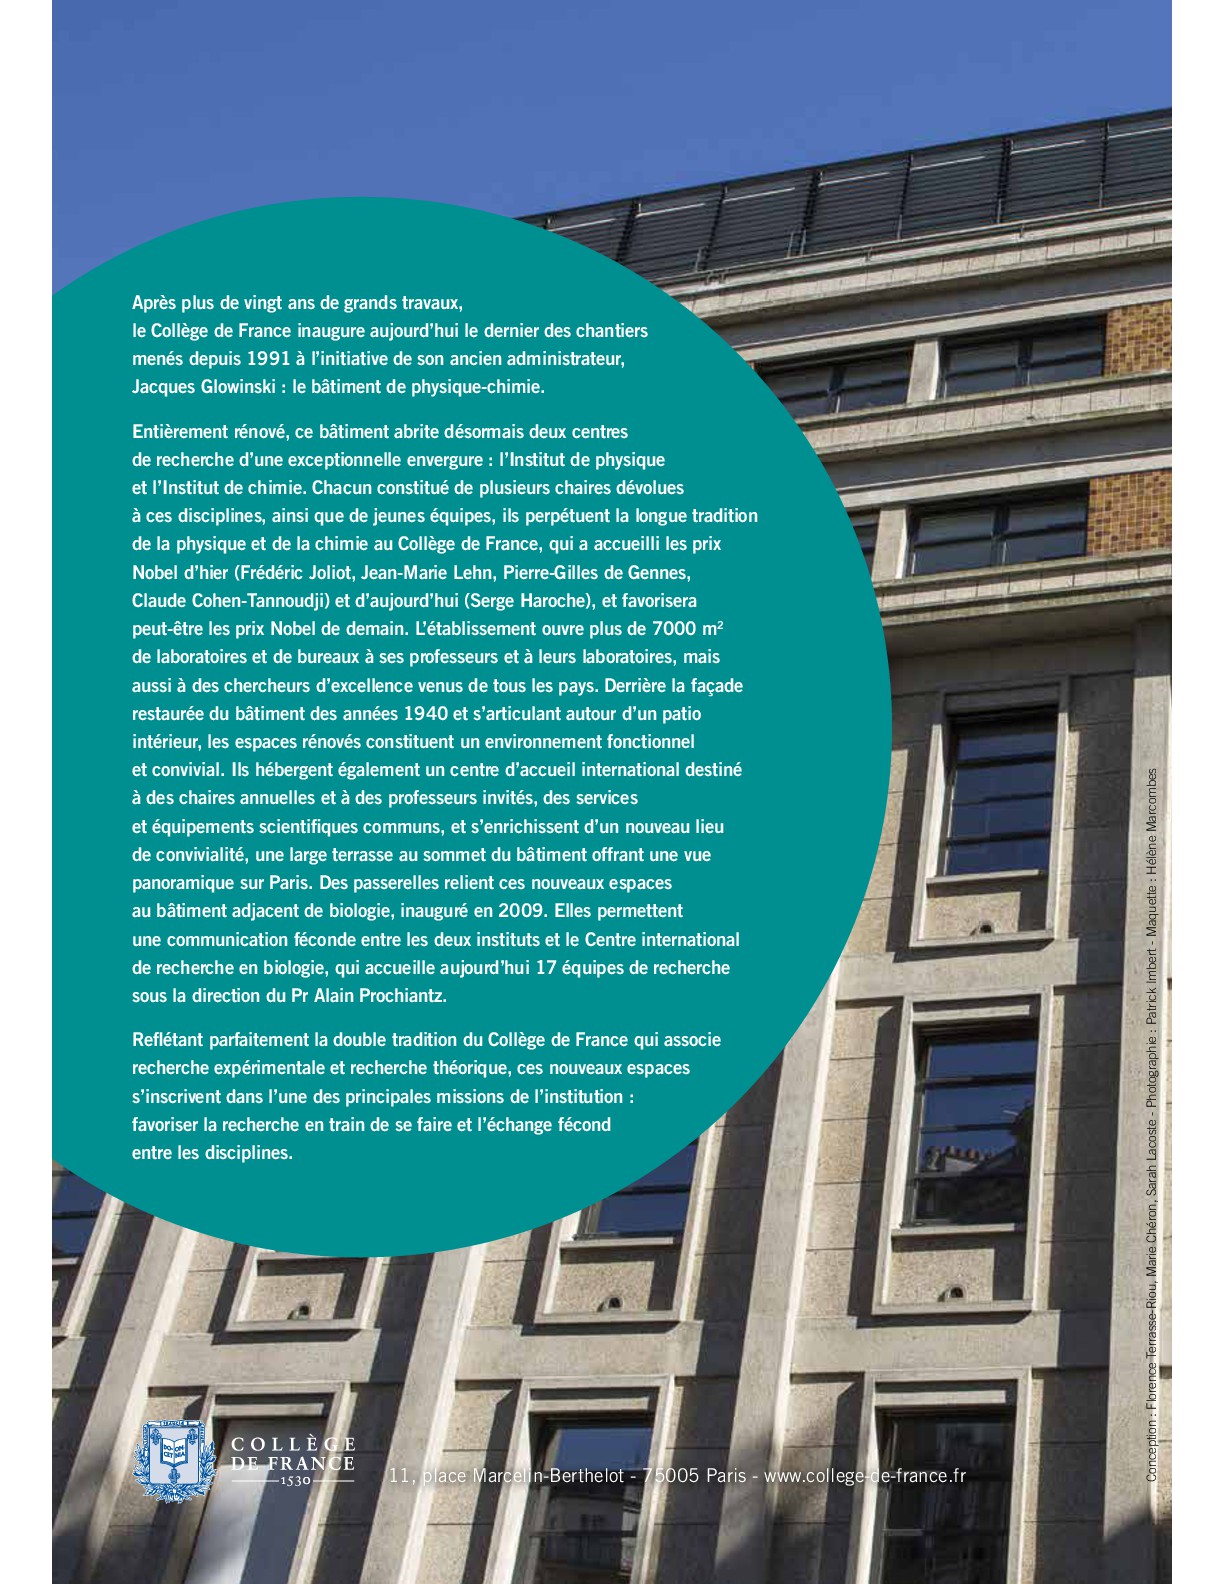 Après plus de vingt ans de grands travaux,
le Collège de France inaugure aujourd’hui le dernier des chantiers
menés depuis 1991 à l’initiative de son ancien administrateur,
Jacques Glowinski : le bâtiment de physique-chimie.
Entièrement rénové, ce bâtiment abrite désormais deux centres
de recherche d’une exceptionnelle envergure : l’Institut de physique
et l’Institut de chimie. Chacun constitué de plusieurs chaires dévolues
à ces disciplines, ainsi que de jeunes équipes, ils perpétuent la longue tradition
de la physique et de la chimie au Collège de France, qui a accueilli les prix
Nobel d’hier (Frédéric Joliot, Jean-Marie Lehn, Pierre-Gilles de Gennes,
Claude Cohen-Tannoudji) et d’aujourd’hui (Serge Haroche), et favorisera
peut-être les prix Nobel de demain. L’établissement ouvre plus de 7000 m²
de laboratoires et de bureaux à ses professeurs et à leurs laboratoires, mais
aussi à des chercheurs d’excellence venus de tous les pays. Derrière la façade
restaurée du bâtiment des années 1940 et s’articulant autour d’un patio
intérieur, les espaces rénovés constituent un environnement fonctionnel
et convivial. Ils hébergent également un centre d’accueil international destiné
à des chaires annuelles et à des professeurs invités, des services
et équipements scientifiques communs, et s’enrichissent d’un nouveau lieu
de convivialité, une large terrasse au sommet du bâtiment offrant une vue
panoramique sur Paris. Des passerelles relient ces nouveaux espaces
au bâtiment adjacent de biologie, inauguré en 2009. Elles permettent
une communication féconde entre les deux instituts et le Centre international
de recherche en biologie, qui accueille aujourd’hui 17 équipes de recherche
sous la direction du Pr Alain Prochiantz.
Reflétant parfaitement la double tradition du Collège de France qui associe
recherche expérimentale et recherche théorique, ces nouveaux espaces
s’inscrivent dans l’une des principales missions de l’institution :
favoriser la recherche en train de se faire et l’échange fécond
entre les disciplines.
Conception : Florence Terrasse-Riou, Marie Chéron, Sarah Lacoste - Photographie : Patrick Imbert - Maquette : Hélène Marcombes
DO- CON
CET OMNIA
COLLÈGE
DE FRANCE
1530
11, place Marcelin-Berthelot - 75005 Paris - www.college-de-france.fr